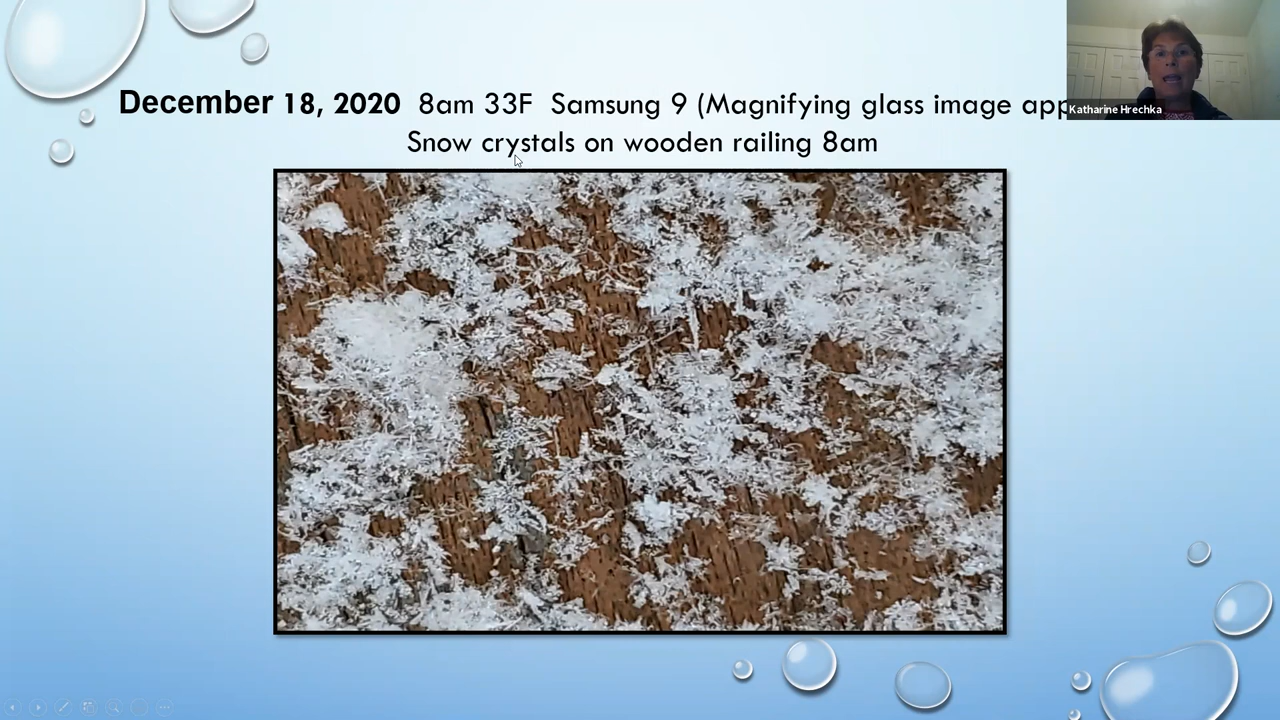 December 18, 2020 8am 33F Samsung 9 (Magnifying glass image app
Snow crystals on wooden railing 8am
Katharine Hrechka